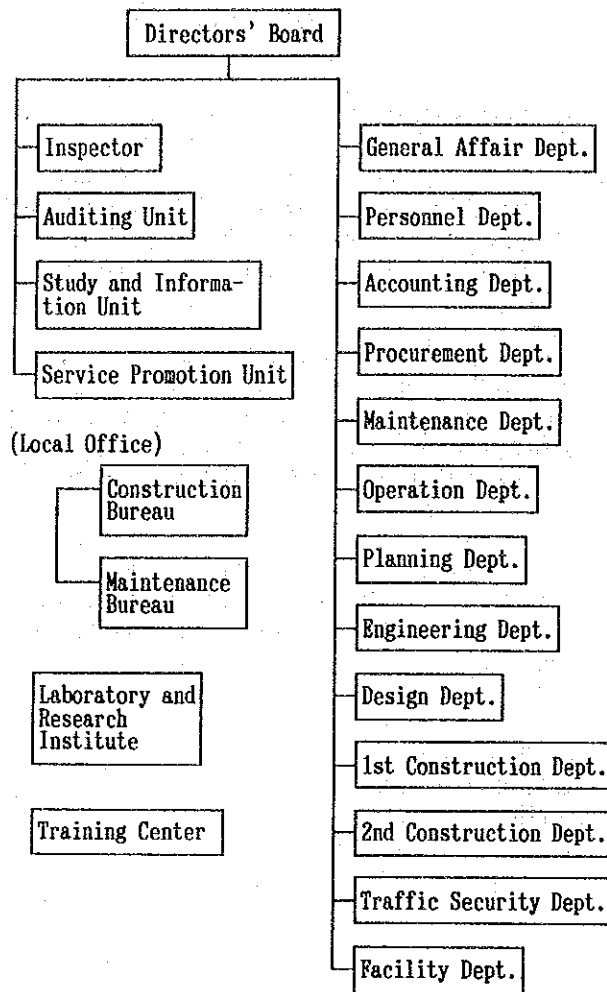 Directors' Board
Inspector
Auditing Unit
Study and Informa-
tion Unit
Service Promotion Unit
(Local Office)
Construction
Bureau
Maintenance
Bureau
Laboratory and
Research
Institute
Training Center
General Affair Dept.
Personnel Dept.
Accounting Dept.
Procurement Dept.
Maintenance Dept.
Operation Dept.
Planning Dept.
Engineering Dept.
Design Dept.
1st Construction Dept.
2nd Construction Dept.
Traffic Security Dept.
Facility Dept.